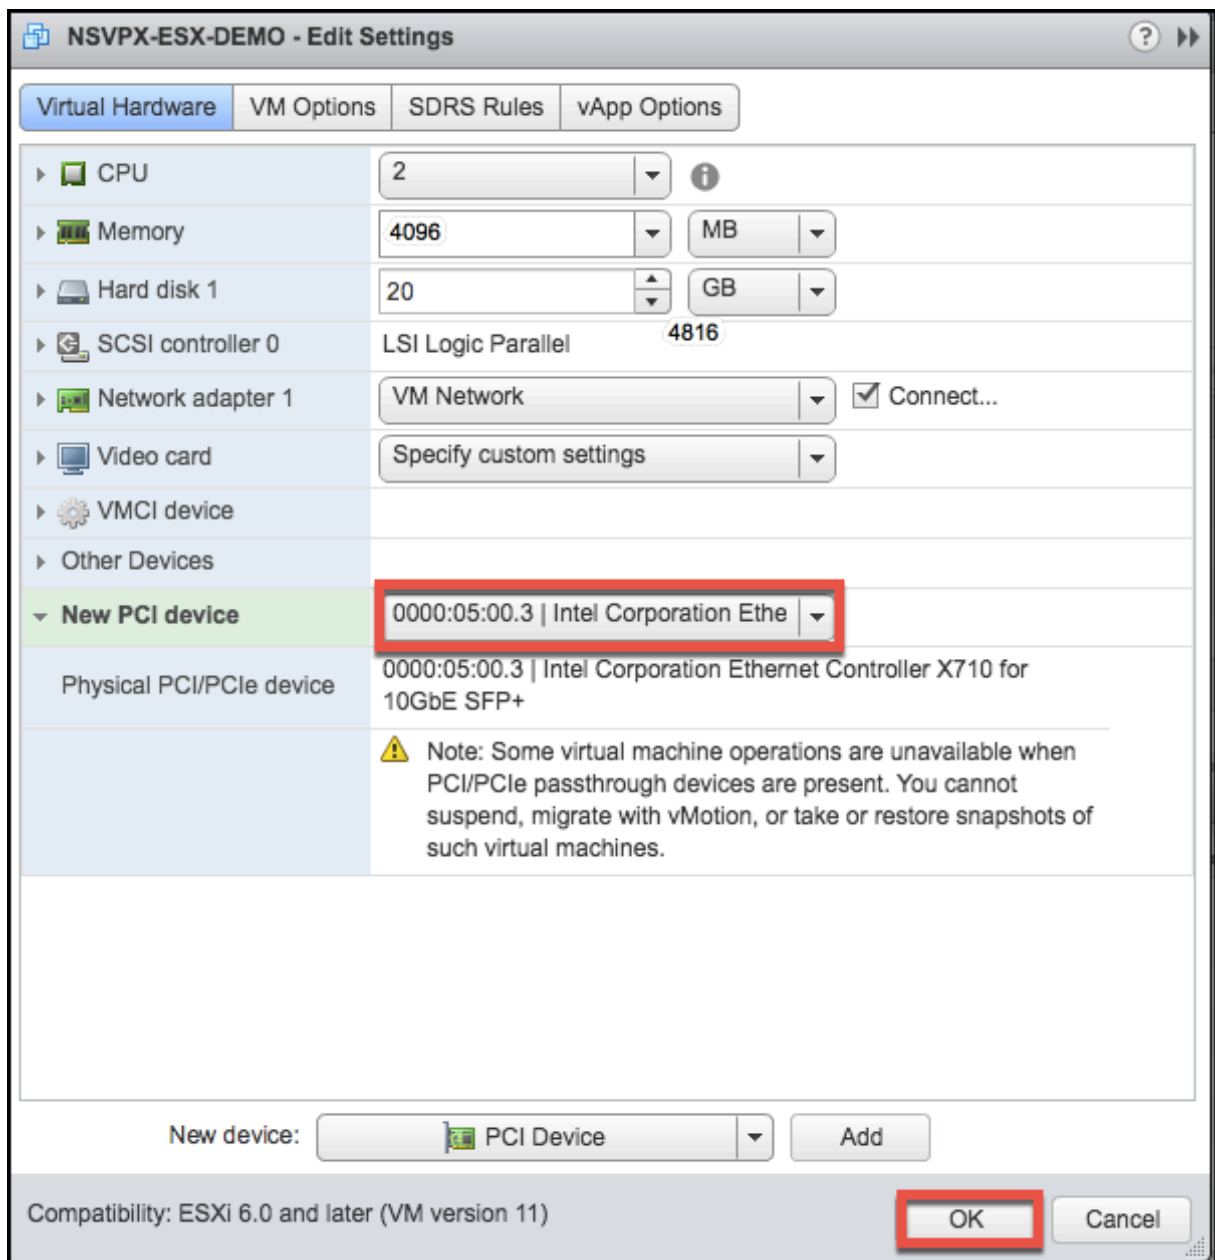 NSVPX-ESX-DEMO - Edit Settings ?
Virtual Hardware VM Options SDRS Rules vApp Options
CPU 2
Memory 4096 MB
Hard disk 1 20 GB
4816
SCSI controller 0 LSI Logic Parallel
Network adapter 1 VM Network Connect...
Video card Specify custom settings
VMCI device
Other Devices
New PCI device 0000:05:00.3 | Intel Corporation Ethe
Physical PCI/PCIe device 0000:05:00.3 | Intel Corporation Ethernet Controller X710 for
10GbE SFP+
Note: Some virtual machine operations are unavailable when
PCI/PCIe passthrough devices are present. You cannot
suspend, migrate with vMotion, or take or restore snapshots of
such virtual machines.
New device: PCI Device Add
Compatibility: ESXi 6.0 and later (VM version 11) OK Cancel